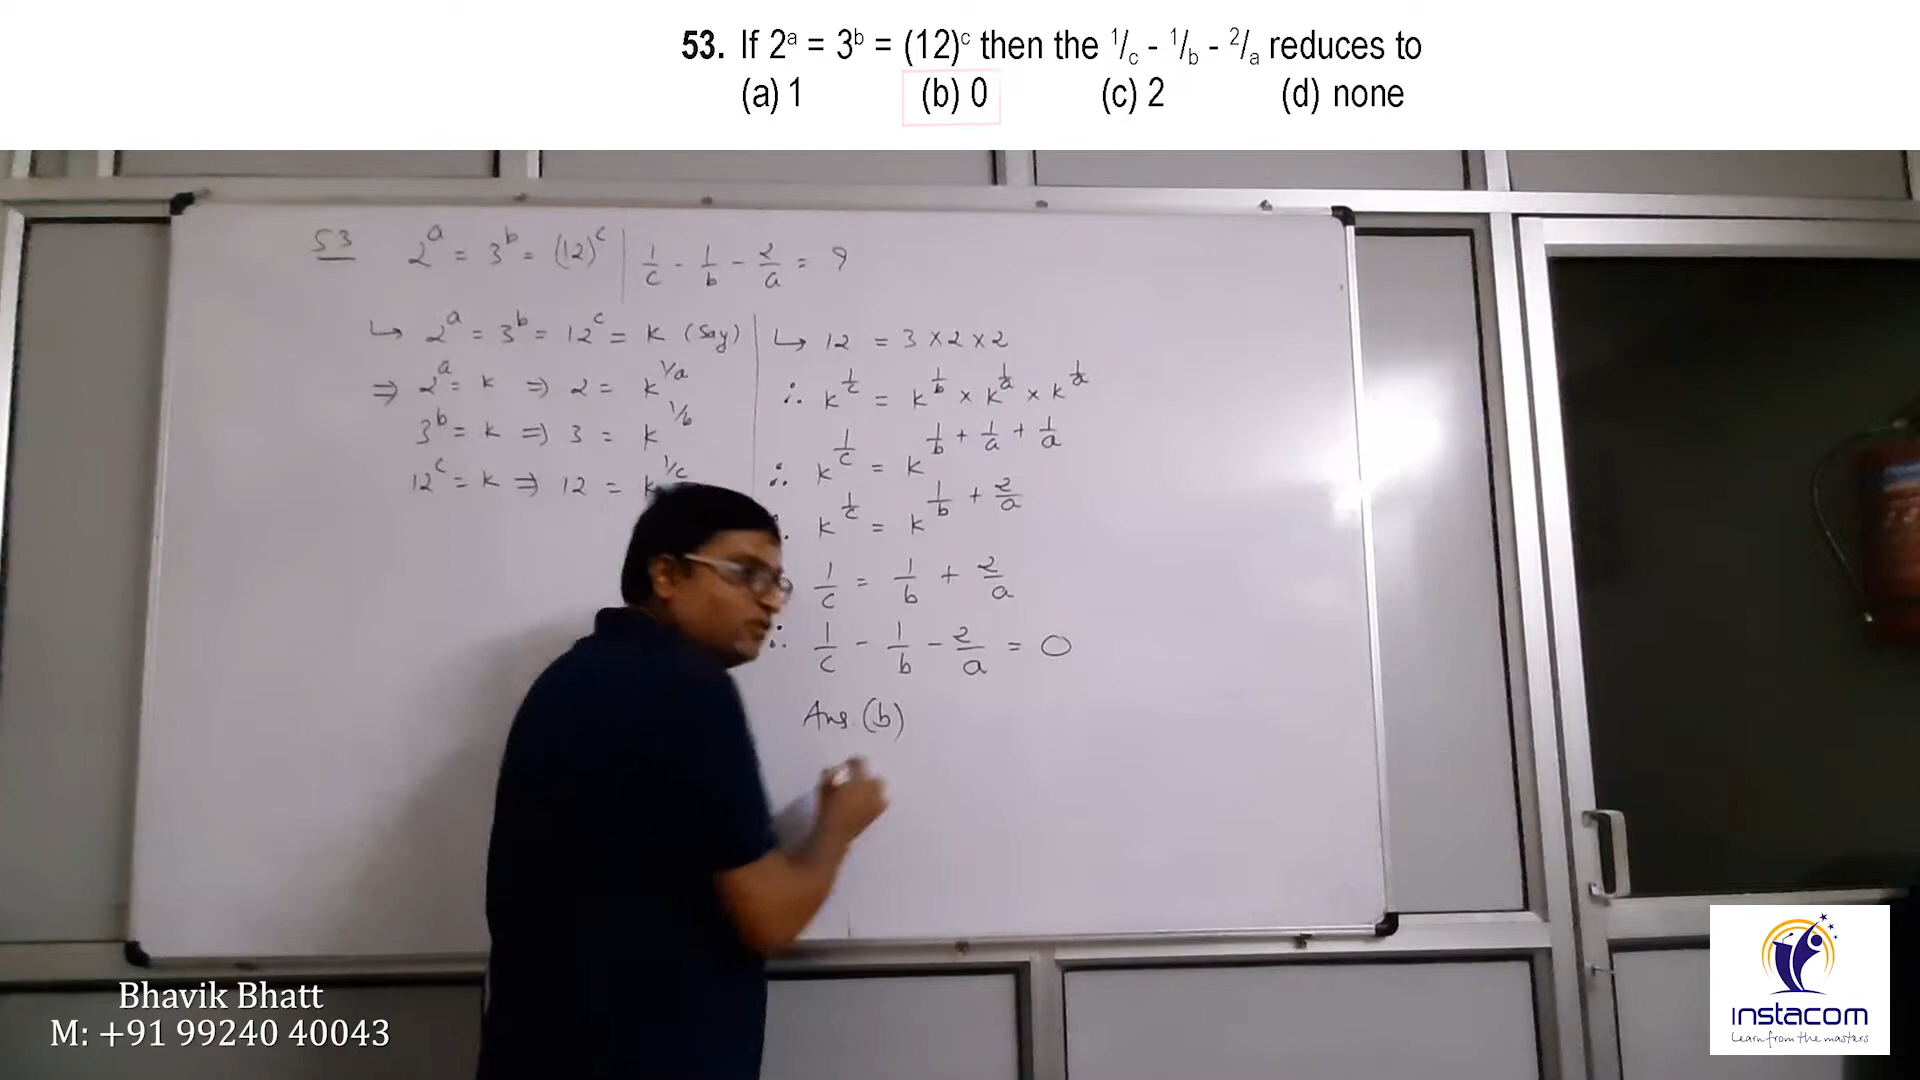 53. If 2ᵃ = 3ᵇ = (12)ᶜ then the ¹/c - ¹/b - ²/a reduces to
(a) 1 (b) 0 (c) 2 (d) none
53 2ᵃ = 3ᵇ = (12)ᶜ | 1/c - 1/b - 2/a = ?
↳ 2ᵃ = 3ᵇ = 12ᶜ = k (Say)
⇒ 2ᵃ = k ⇒ 2 = k^1/a
3ᵇ = k ⇒ 3 = k^1/b
12ᶜ = k ⇒ 12 = k^1/c
↳ 12 = 3 × 2 × 2
∴ k^1/c = k^1/b × k^1/a × k^1/a
∴ k^1/c = k^1/b + 1/a + 1/a
∴ k^1/c = k^1/b + 2/a
1/c = 1/b + 2/a
∴ 1/c - 1/b - 2/a = 0
Ans. (b)
Bhavik Bhatt
M: +91 99240 40043
instacom
Learn from the masters